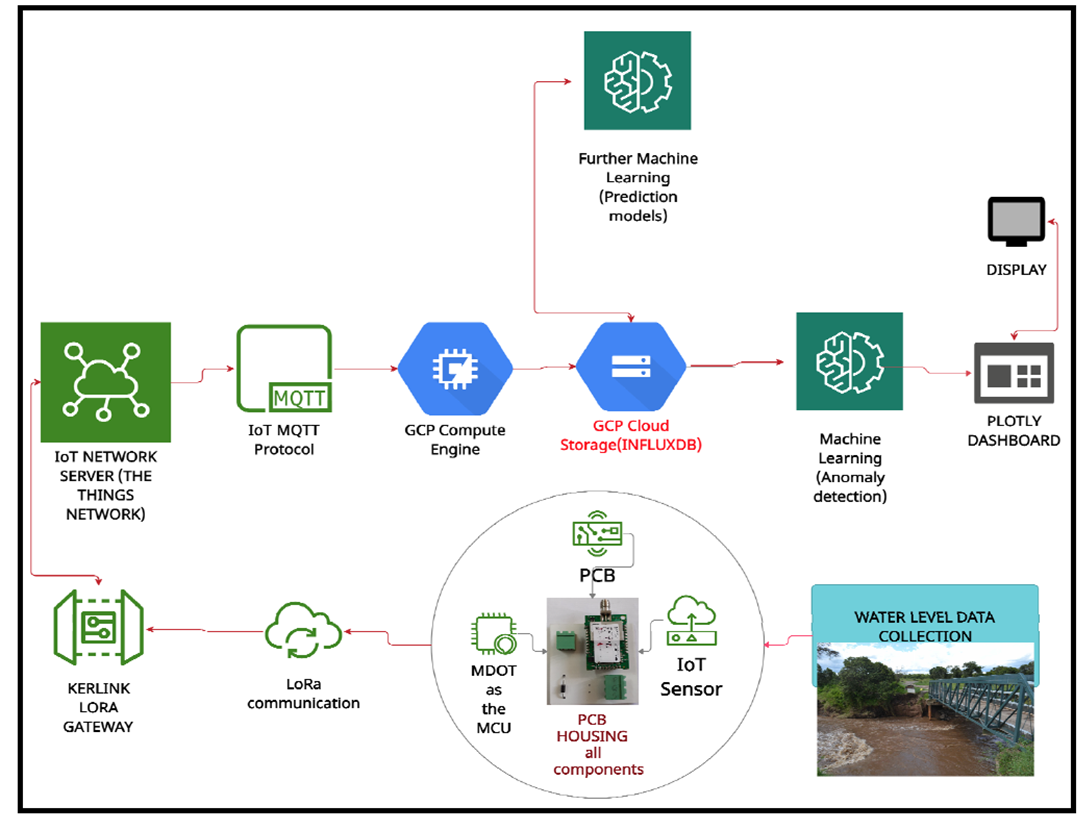 Further Machine
Learning
(Prediction
models)
DISPLAY
MQTT
IoT NETWORK
SERVER (THE
THINGS
NETWORK)
IoT MQTT
Protocol
GCP Compute
Engine
GCP Cloud
Storage(INFLUXDB)
Machine
Learning
(Anomaly
detection)
PLOTLY
DASHBOARD
KERLINK
LORA
GATEWAY
LoRa
communication
PCB
MDOT
as
the
MCU
IoT
Sensor
PCB
HOUSING
all
components
WATER LEVEL DATA
COLLECTION